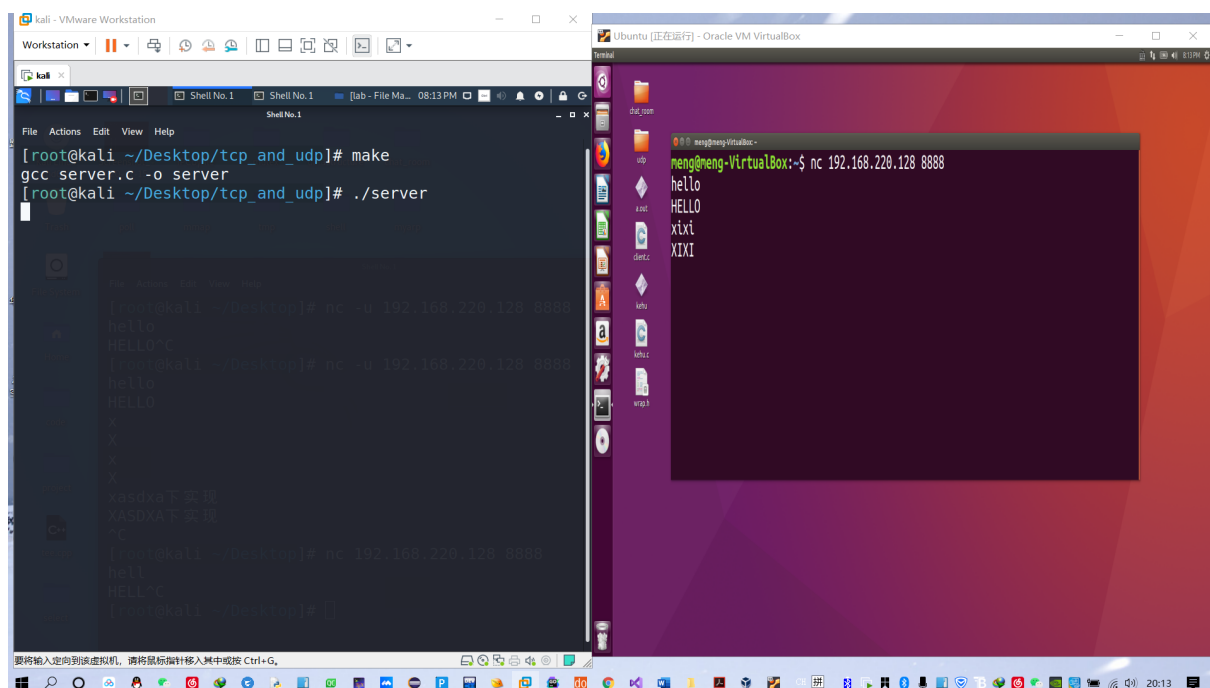 kali - VMware Workstation
Workstation
kali
Shell No. 1
Shell No. 1
[lab - File Ma...
08:13 PM
Shell No. 1
File Actions Edit View Help
[root@kali ~/Desktop/tcp_and_udp]# make
gcc server.c -o server
[root@kali ~/Desktop/tcp_and_udp]# ./server
File Actions Edit View Help
[root@kali ~/Desktop]# nc -u 192.168.220.128 8888
hello
HELLO^C
[root@kali ~/Desktop]# nc -u 192.168.220.128 8888
hello
HELLO
x
X
x
X
xasdxa下实现
XASDXA下实现
^C
[root@kali ~/Desktop]# nc 192.168.220.128 8888
hell
HELL^C
[root@kali ~/Desktop]#
要将输入定向到该虚拟机，请将鼠标指针移入其中或按 Ctrl+G。
Ubuntu [正在运行] - Oracle VM VirtualBox
Terminal
8:13 PM
chat_room
udp
a.out
client.c
kehu
kehu.c
wrap.h
meng@meng-VirtualBox: ~
meng@meng-VirtualBox:~$ nc 192.168.220.128 8888
hello
HELLO
xixi
XIXI
拼
20:13